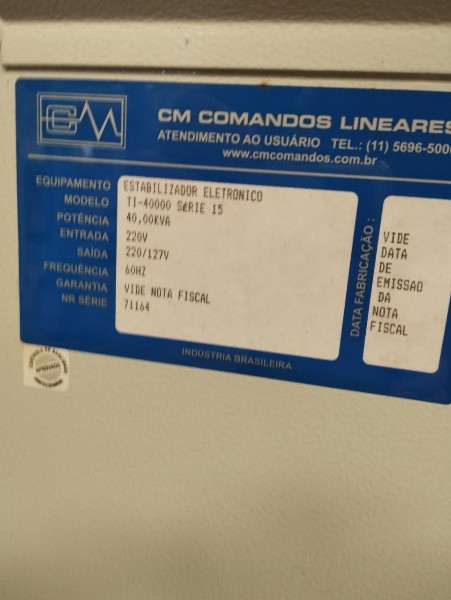 CM
CM COMANDOS LINEARES
ATENDIMENTO AO USUÁRIO TEL.: (11) 5696-500
www.cmcomandos.com.br
EQUIPAMENTO ESTABILIZADOR ELETRONICO
MODELO TI-40000 SéRIE 15
POTÊNCIA 40,00KVA
ENTRADA 220V
SAÍDA 220/127V
FREQUÊNCIA 60HZ
GARANTIA VIDE NOTA FISCAL
NR SÉRIE 71164
DATA FABRICAÇÃO :
VIDE
DATA
DE
EMISSAO
DA
NOTA
FISCAL
INDÚSTRIA BRASILEIRA
APROVADO